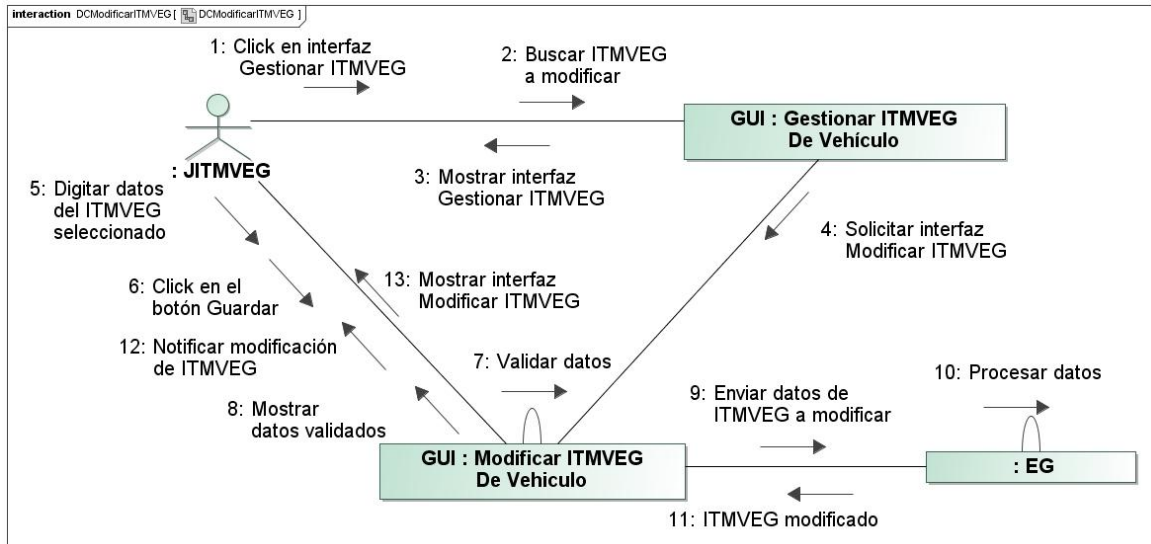 interaction DCModificarITMVEG [ DCModificarITMVEG ]
1: Click en interfaz
Gestionar ITMVEG
2: Buscar ITMVEG
a modificar
GUI : Gestionar ITMVEG
De Vehículo
: JITMVEG
3: Mostrar interfaz
Gestionar ITMVEG
5: Digitar datos
del ITMVEG
seleccionado
4: Solicitar interfaz
Modificar ITMVEG
6: Click en el
botón Guardar
13: Mostrar interfaz
Modificar ITMVEG
12: Notificar modificación
de ITMVEG
7: Validar datos
8: Mostrar
datos validados
9: Enviar datos de
ITMVEG a modificar
10: Procesar datos
GUI : Modificar ITMVEG
De Vehiculo
: EG
11: ITMVEG modificado